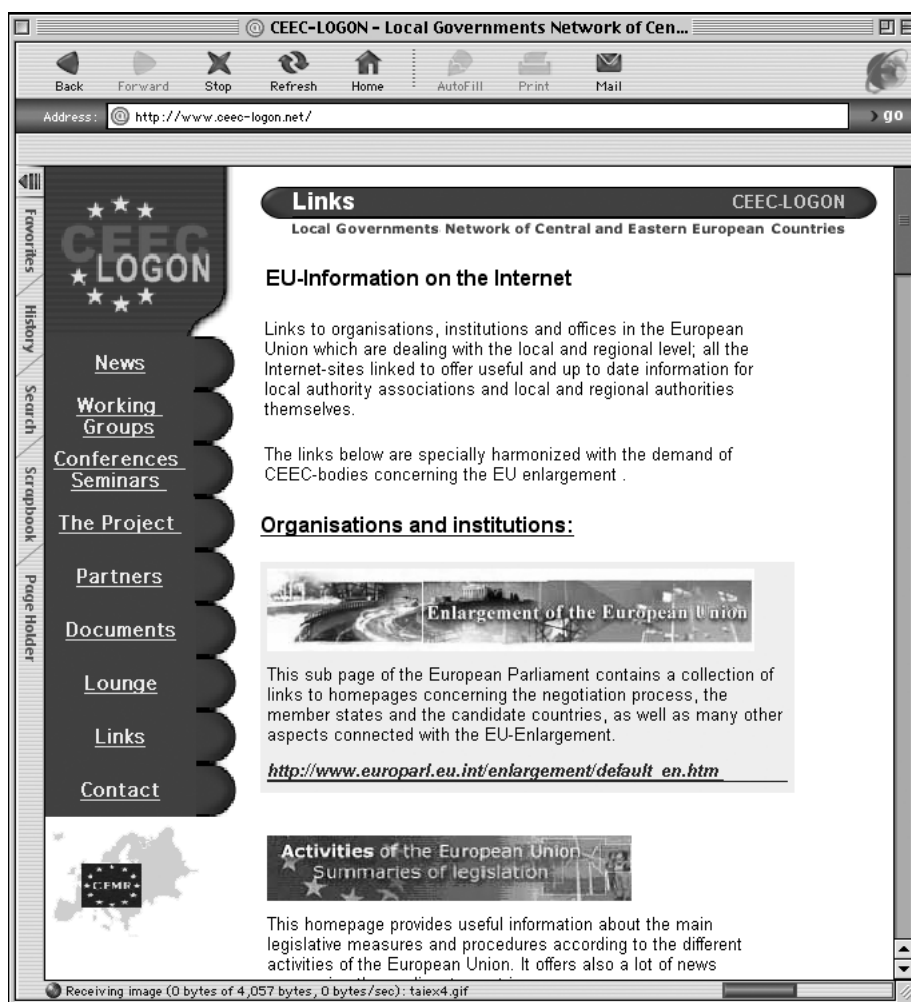 CEEC-LOGON - Local Governments Network of Cen...
Back Forward Stop Refresh Home AutoFill Print Mail
Address: http://www.ceec-logon.net/ go
Favorites
History
Search
Scrapbook
Page Holder
CEEC
LOGON
News
Working
Groups
Conferences
Seminars
The Project
Partners
Documents
Lounge
Links
Contact
CEMR
Links CEEC-LOGON
Local Governments Network of Central and Eastern European Countries
EU-Information on the Internet
Links to organisations, institutions and offices in the European
Union which are dealing with the local and regional level; all the
Internet-sites linked to offer useful and up to date information for
local authority associations and local and regional authorities
themselves.
The links below are specially harmonized with the demand of
CEEC-bodies concerning the EU enlargement .
Organisations and institutions:
Enlargement of the European Union
This sub page of the European Parliament contains a collection of
links to homepages concerning the negotiation process, the
member states and the candidate countries, as well as many other
aspects connected with the EU-Enlargement.
http://www.europarl.eu.int/enlargement/default_en.htm
Activities of the European Union
Summaries of legislation
This homepage provides useful information about the main
legislative measures and procedures according to the different
activities of the European Union. It offers also a lot of news
Receiving image (0 bytes of 4,057 bytes, 0 bytes/sec): taiex4.gif